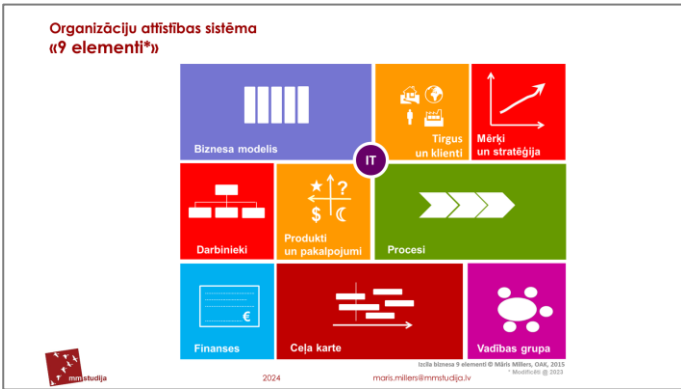 Organizāciju attīstības sistēma
«9 elementi*»
Biznesa modelis
Tirgus
un klienti
Mērķi
un stratēģija
IT
Darbinieki
★ ?
$ ☾
Produkti
un pakalpojumi
Procesi
€
Finanses
Ceļa karte
Vadības grupa
Izcila biznesa 9 elementi © Māris Millers, OAK, 2015
* Modificēti @ 2023
mm studija
2024
maris.millers@mmstudija.lv